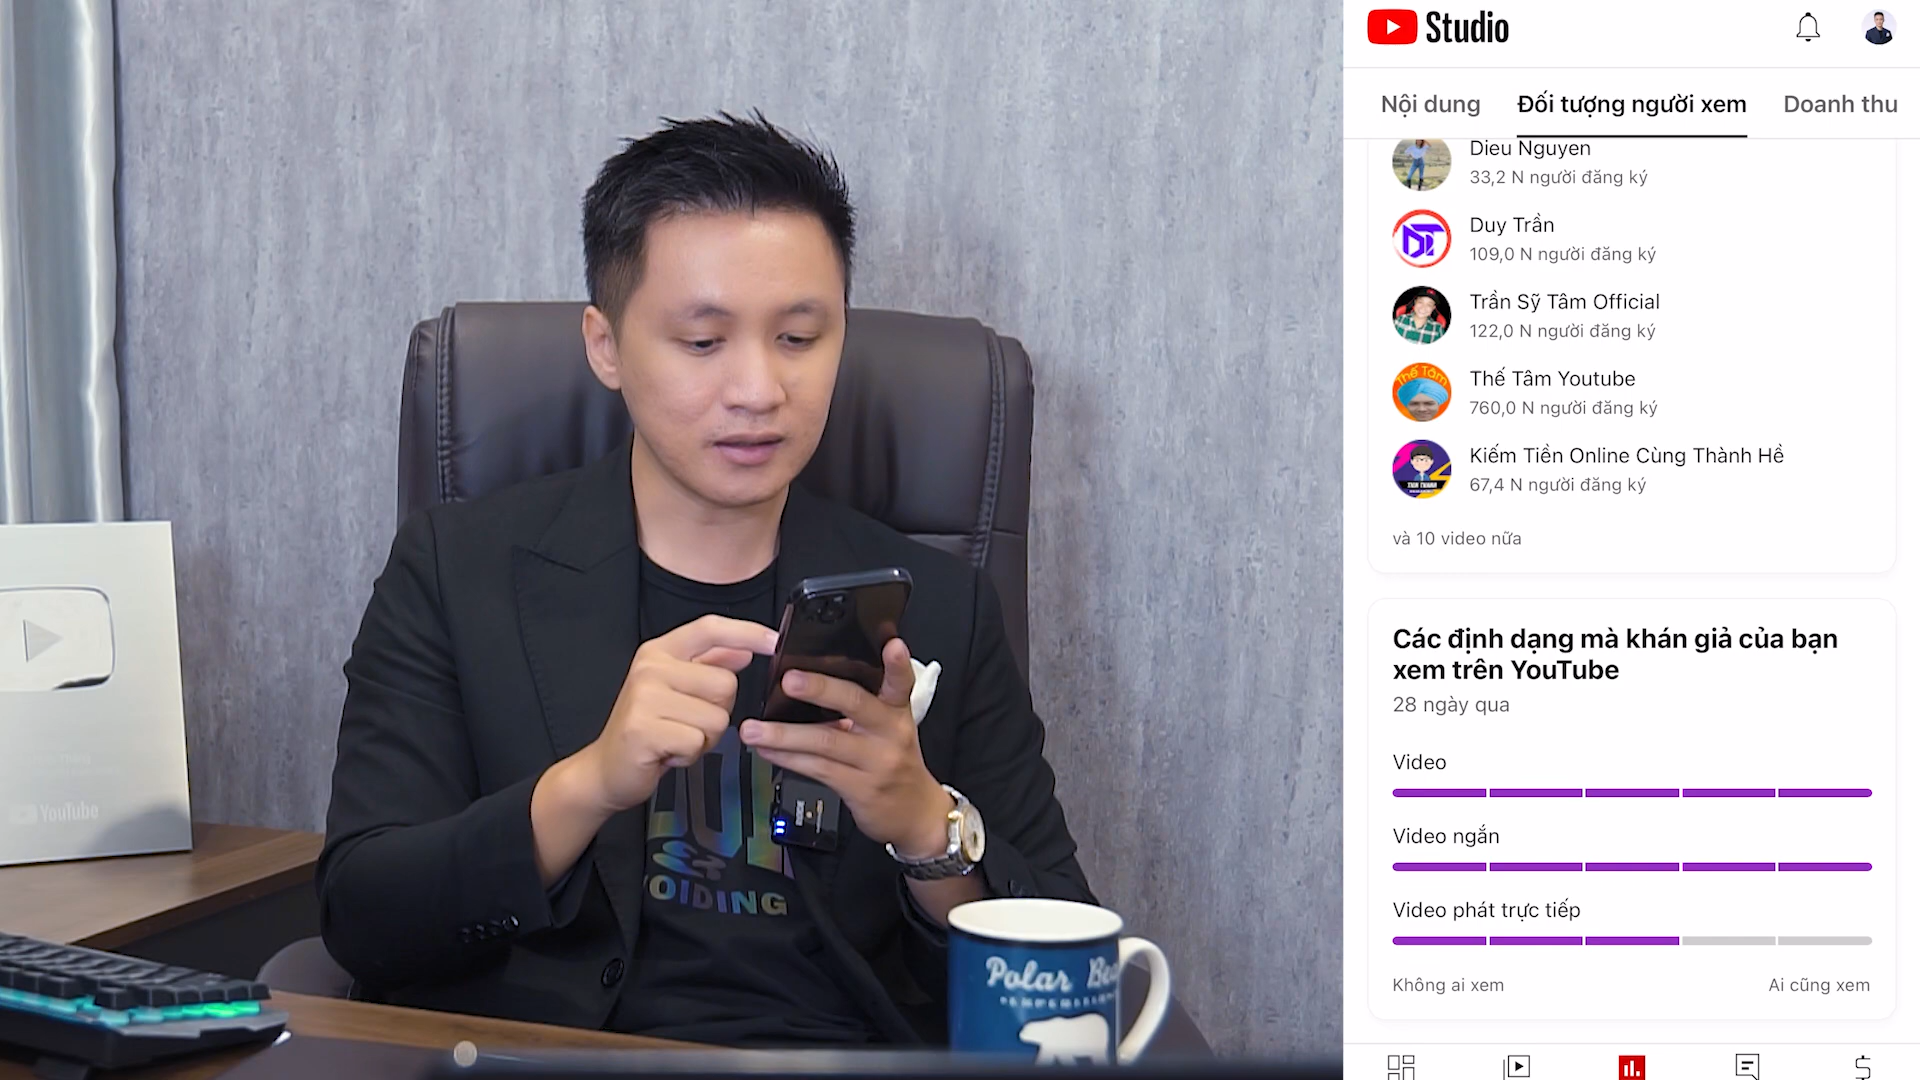 Studio
Nội dung
Đối tượng người xem
Doanh thu
Dieu Nguyen
33,2 N người đăng ký
Duy Trần
109,0 N người đăng ký
Trần Sỹ Tâm Official
122,0 N người đăng ký
Thế Tâm
Thế Tâm Youtube
760,0 N người đăng ký
Kiếm Tiền Online Cùng Thành Hề
67,4 N người đăng ký
và 10 video nữa
Các định dạng mà khán giả của bạn
xem trên YouTube
28 ngày qua
Video
Video ngắn
Video phát trực tiếp
Không ai xem
Ai cũng xem
YouTube
OIDING
Polar